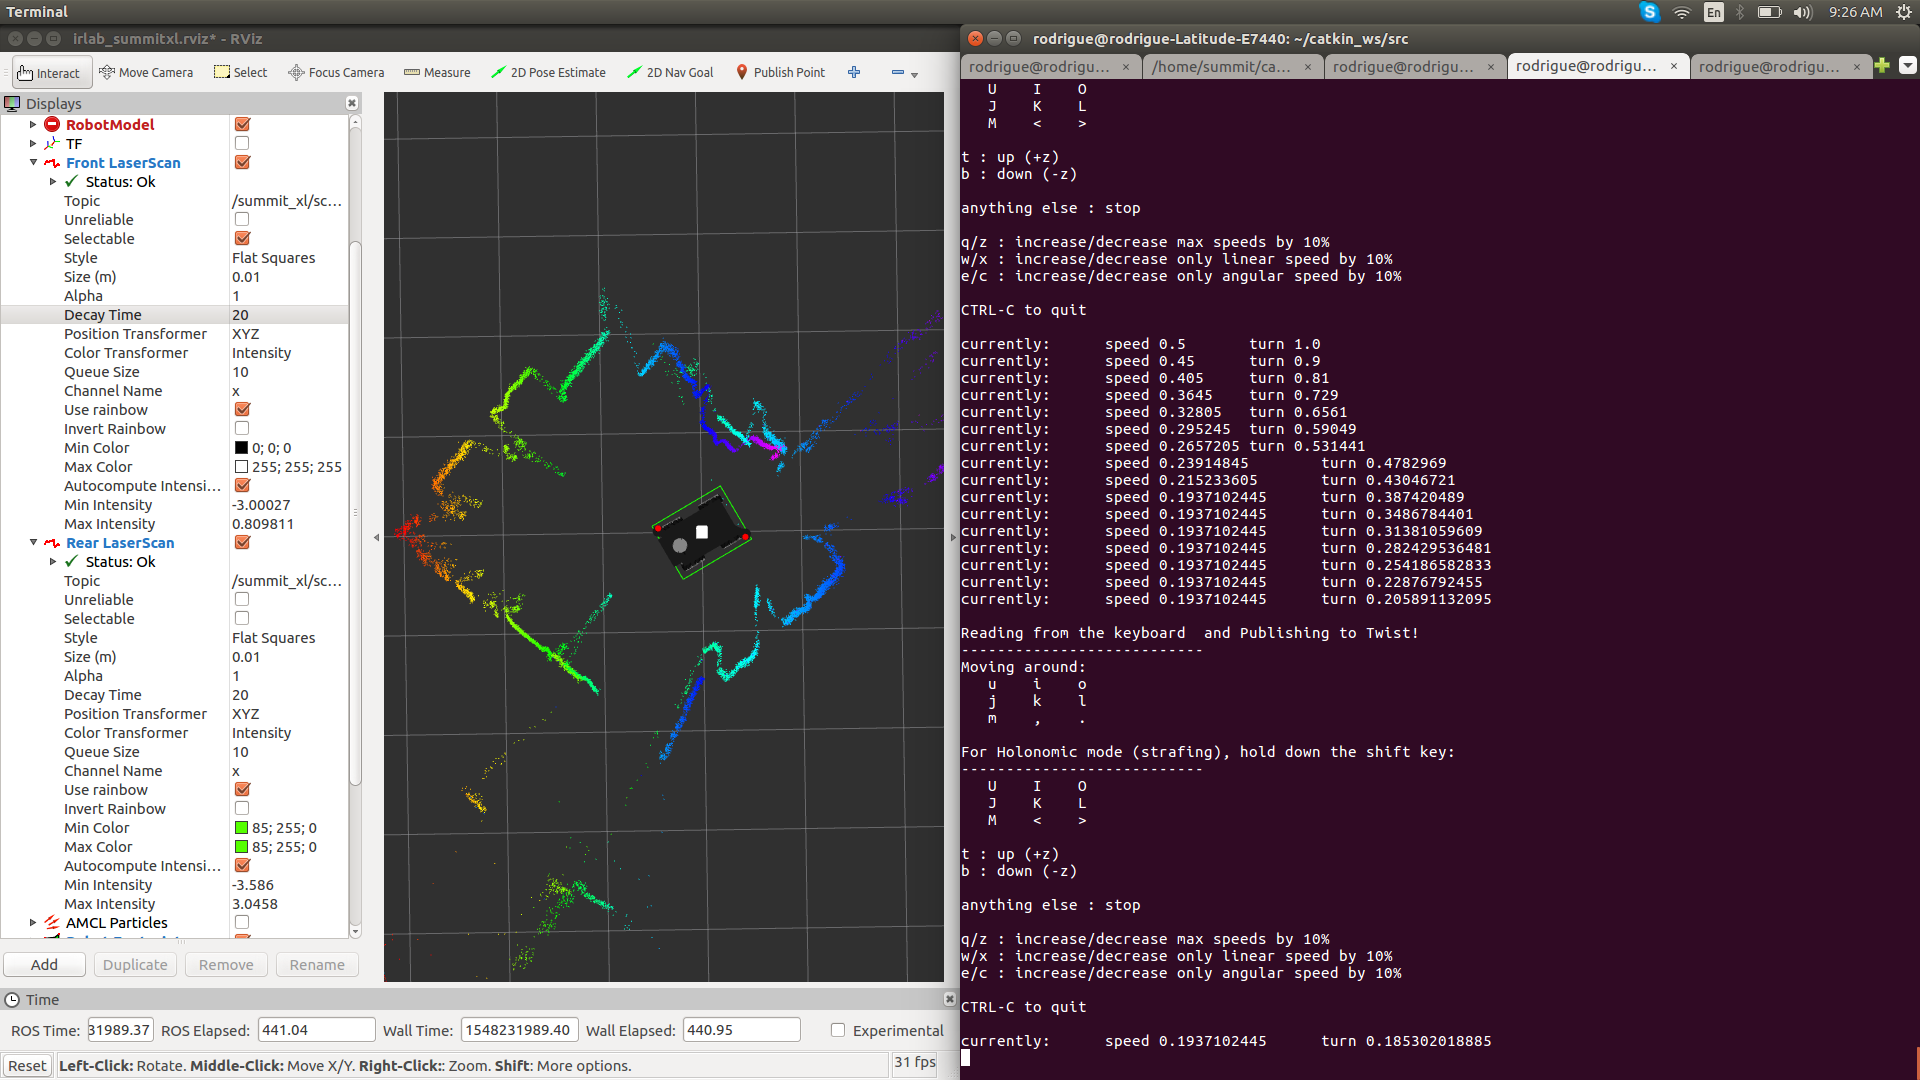 Terminal
En
9:26 AM
irlab_summitxl.rviz* - RViz
Interact
Move Camera
Select
Focus Camera
Measure
2D Pose Estimate
2D Nav Goal
Publish Point
Displays
RobotModel
TF
Front LaserScan
Status: Ok
Topic /summit_xl/sc...
Unreliable
Selectable
Style Flat Squares
Size (m) 0.01
Alpha 1
Decay Time 20
Position Transformer XYZ
Color Transformer Intensity
Queue Size 10
Channel Name x
Use rainbow
Invert Rainbow
Min Color 0; 0; 0
Max Color 255; 255; 255
Autocompute Intensi...
Min Intensity -3.00027
Max Intensity 0.809811
Rear LaserScan
Status: Ok
Topic /summit_xl/sc...
Unreliable
Selectable
Style Flat Squares
Size (m) 0.01
Alpha 1
Decay Time 20
Position Transformer XYZ
Color Transformer Intensity
Queue Size 10
Channel Name x
Use rainbow
Invert Rainbow
Min Color 85; 255; 0
Max Color 85; 255; 0
Autocompute Intensi...
Min Intensity -3.586
Max Intensity 3.0458
AMCL Particles
Add Duplicate Remove Rename
Time
ROS Time: 31989.37 ROS Elapsed: 441.04 Wall Time: 1548231989.40 Wall Elapsed: 440.95 Experimental
Reset Left-Click: Rotate. Middle-Click: Move X/Y. Right-Click:: Zoom. Shift: More options. 31 fps
rodrigue@rodrigue-Latitude-E7440: ~/catkin_ws/src
rodrigue@rodrigu... × /home/summit/ca... × rodrigue@rodrigu... × rodrigue@rodrigu... × rodrigue@rodrigu... ×
U I O
J K L
M < >
t : up (+z)
b : down (-z)
anything else : stop
q/z : increase/decrease max speeds by 10%
w/x : increase/decrease only linear speed by 10%
e/c : increase/decrease only angular speed by 10%
CTRL-C to quit
currently: speed 0.5 turn 1.0
currently: speed 0.45 turn 0.9
currently: speed 0.405 turn 0.81
currently: speed 0.3645 turn 0.729
currently: speed 0.32805 turn 0.6561
currently: speed 0.295245 turn 0.59049
currently: speed 0.2657205 turn 0.531441
currently: speed 0.23914845 turn 0.4782969
currently: speed 0.215233605 turn 0.43046721
currently: speed 0.1937102445 turn 0.387420489
currently: speed 0.1937102445 turn 0.3486784401
currently: speed 0.1937102445 turn 0.31381059609
currently: speed 0.1937102445 turn 0.282429536481
currently: speed 0.1937102445 turn 0.254186582833
currently: speed 0.1937102445 turn 0.22876792455
currently: speed 0.1937102445 turn 0.205891132095
Reading from the keyboard  and Publishing to Twist!
---------------------------
Moving around:
u i o
j k l
m , .
For Holonomic mode (strafing), hold down the shift key:
---------------------------
U I O
J K L
M < >
t : up (+z)
b : down (-z)
anything else : stop
q/z : increase/decrease max speeds by 10%
w/x : increase/decrease only linear speed by 10%
e/c : increase/decrease only angular speed by 10%
CTRL-C to quit
currently: speed 0.1937102445 turn 0.185302018885